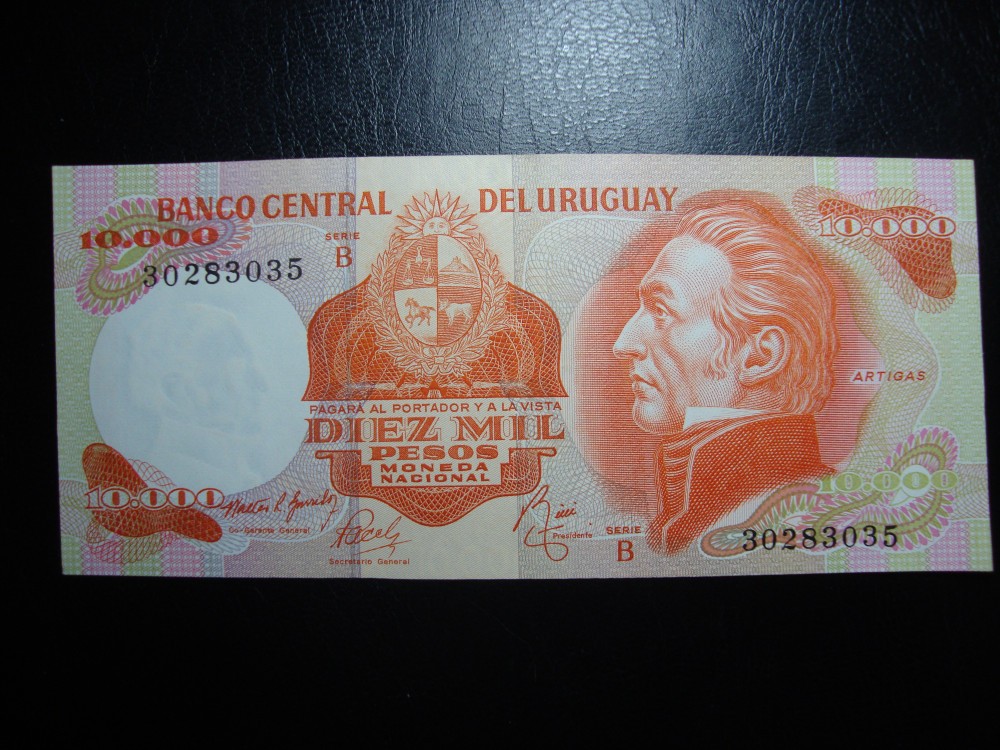 BANCO CENTRAL DEL URUGUAY
10.000
10.000
SERIE
B
30283035
ARTIGAS
PAGARÁ AL PORTADOR Y A LA VISTA
DIEZ MIL
PESOS
MONEDA
NACIONAL
10.000
10.000
Co-Gerente General
Secretario General
Presidente
SERIE
B
30283035